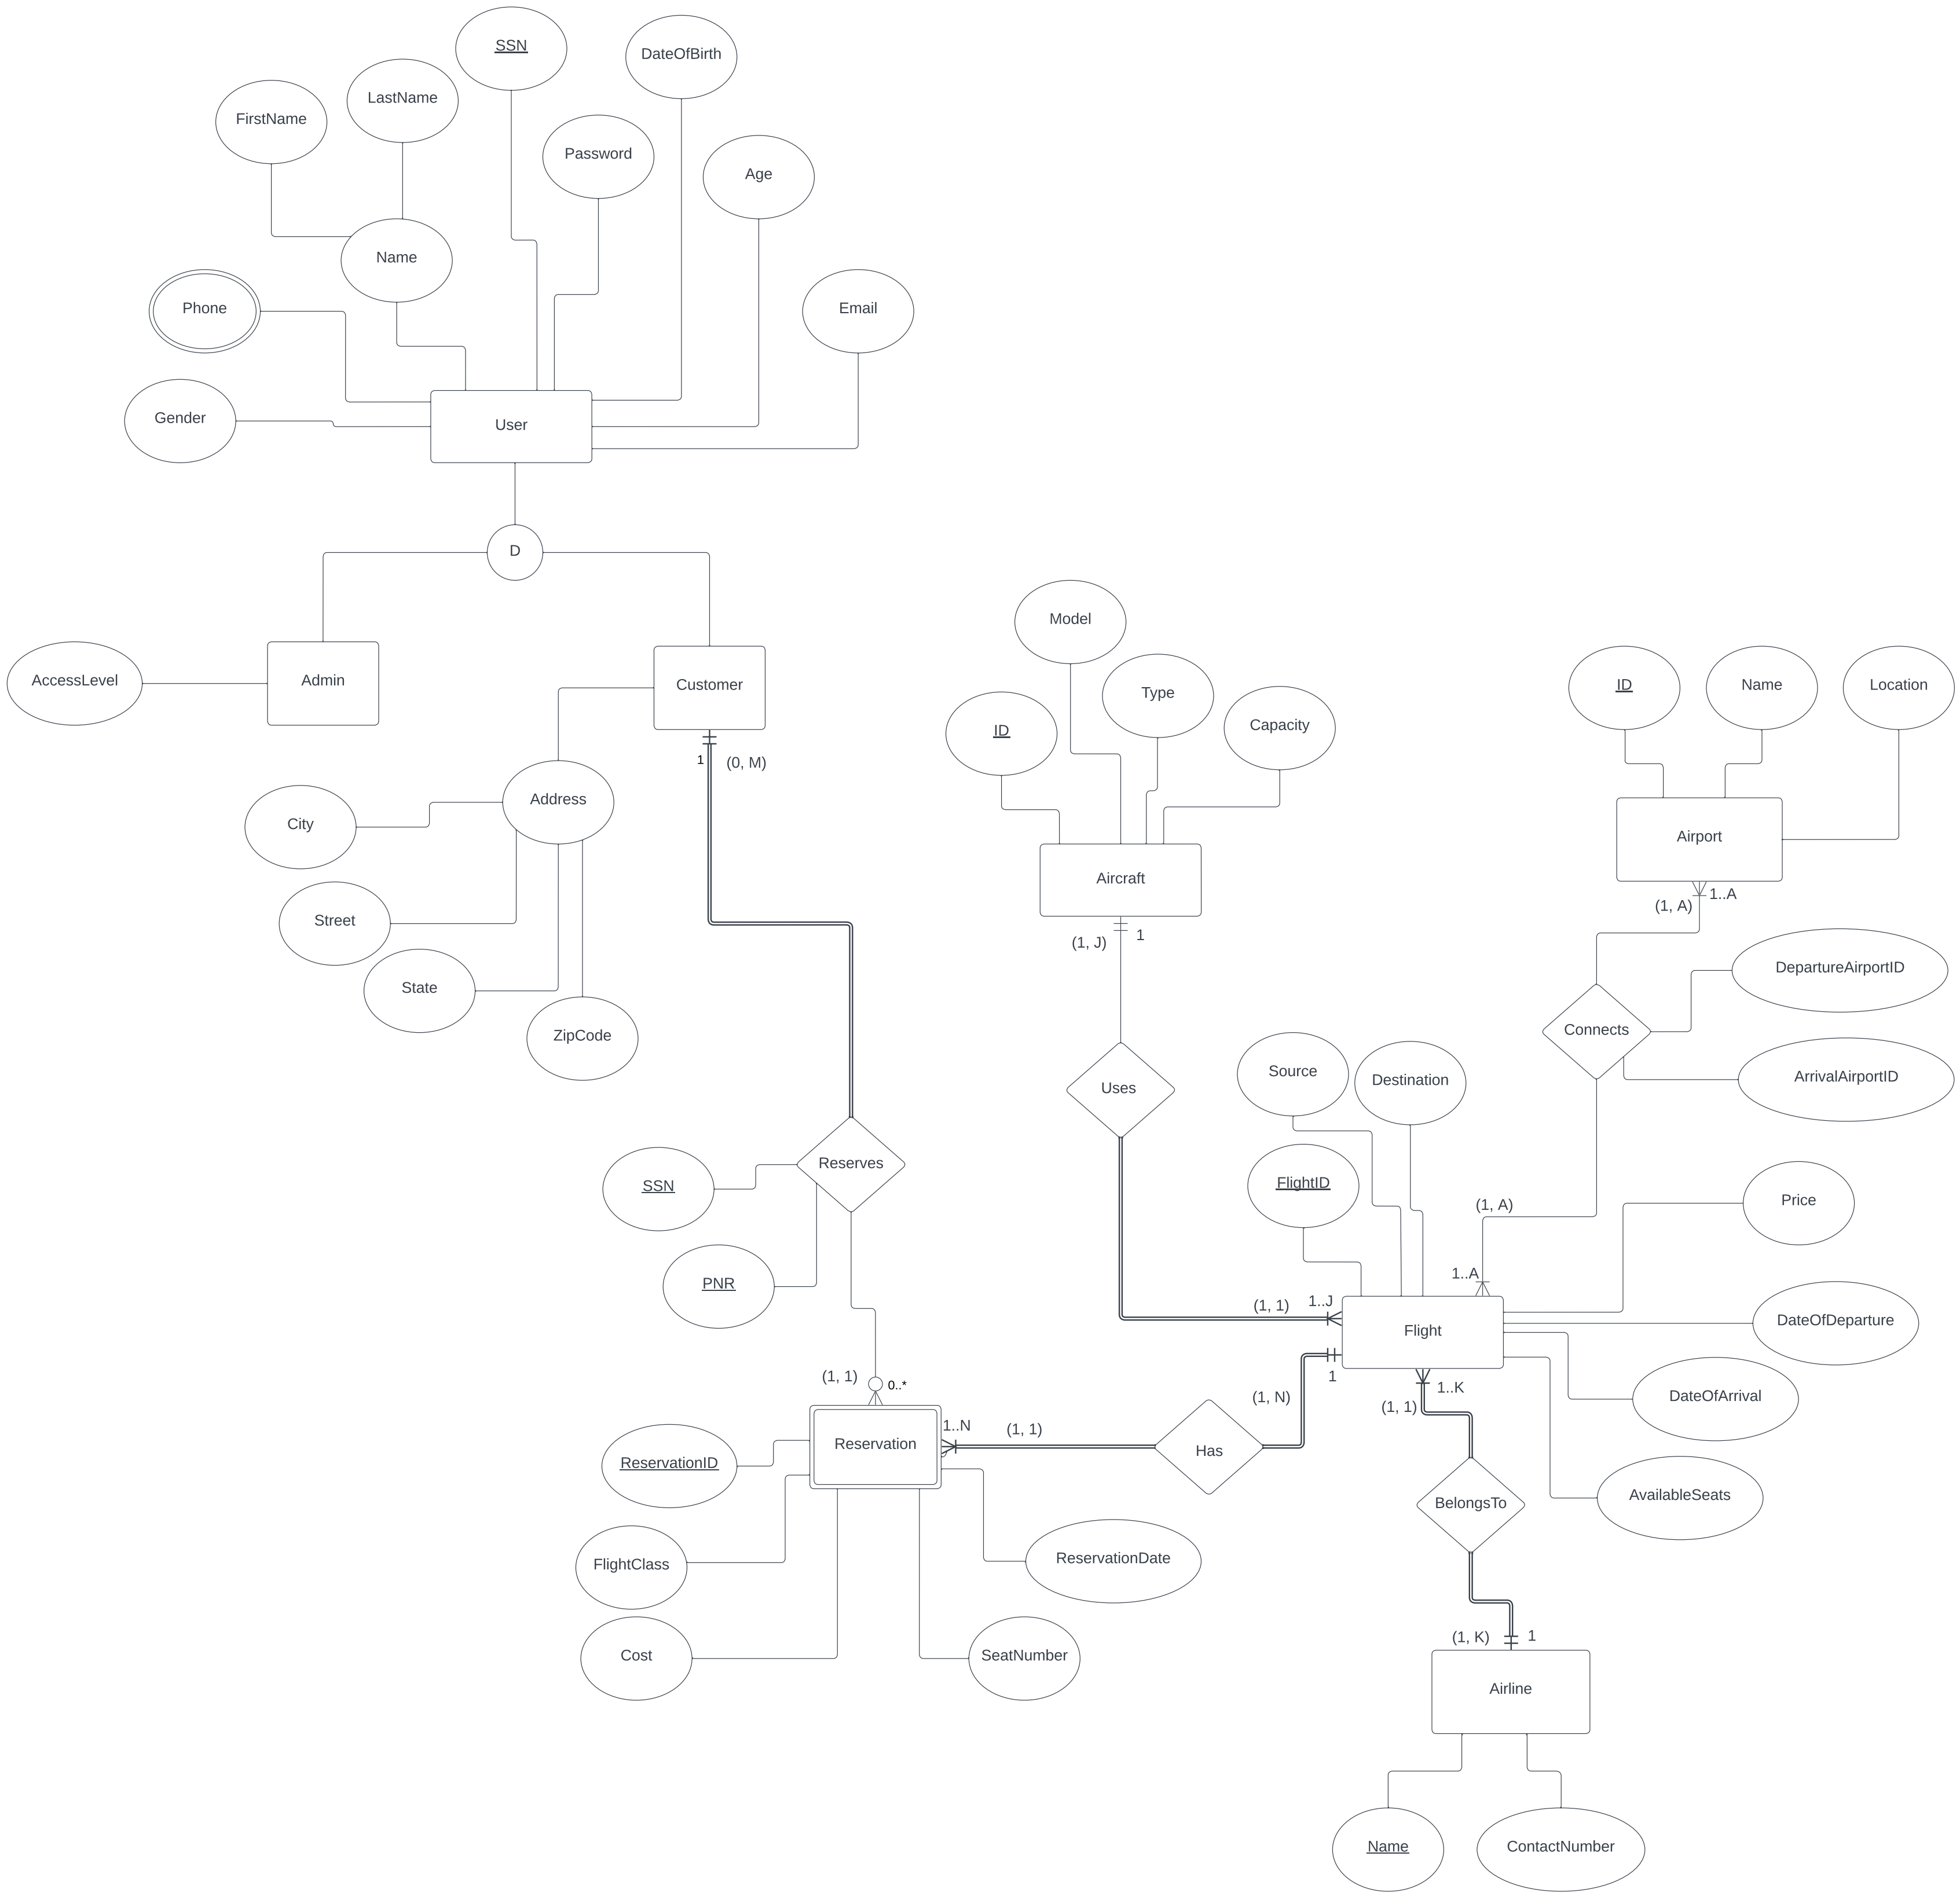 SSN
DateOfBirth
LastName
FirstName
Password
Age
Name
Phone
Email
Gender
User
D
Model
AccessLevel
Admin
Customer
Type
ID
Name
Location
ID
Capacity
1
(0, M)
Address
City
Airport
Aircraft
(1, A)
1..A
Street
(1, J)
1
DepartureAirportID
State
ZipCode
Connects
Source
Destination
Uses
ArrivalAirportID
Reserves
SSN
FlightID
Price
(1, A)
PNR
1..A
(1, 1)
1..J
Flight
DateOfDeparture
(1, 1)
0..*
1
1..K
(1, N)
(1, 1)
DateOfArrival
1..N
(1, 1)
Reservation
Has
ReservationID
BelongsTo
AvailableSeats
FlightClass
ReservationDate
(1, K)
1
Cost
SeatNumber
Airline
Name
ContactNumber